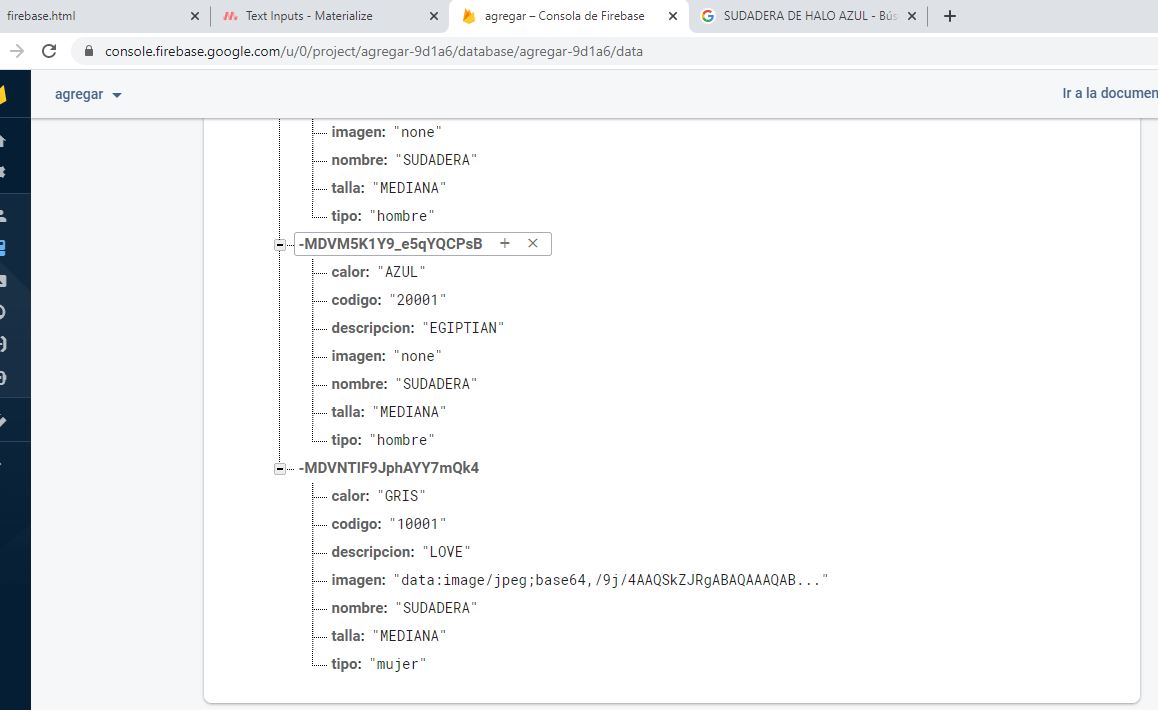 firebase.html
Text Inputs - Materialize
agregar – Consola de Firebase
SUDADERA DE HALO AZUL - Bús
console.firebase.google.com/u/0/project/agregar-9d1a6/database/agregar-9d1a6/data
agregar
Ir a la documen
imagen: "none"
nombre: "SUDADERA"
talla: "MEDIANA"
tipo: "hombre"
-MDVM5K1Y9_e5qYQCPsB
calor: "AZUL"
codigo: "20001"
descripcion: "EGIPTIAN"
imagen: "none"
nombre: "SUDADERA"
talla: "MEDIANA"
tipo: "hombre"
-MDVNTIF9JphAYY7mQk4
calor: "GRIS"
codigo: "10001"
descripcion: "LOVE"
imagen: "data:image/jpeg;base64,/9j/4AAQSkZJRgABAQAAAQAB..."
nombre: "SUDADERA"
talla: "MEDIANA"
tipo: "mujer"